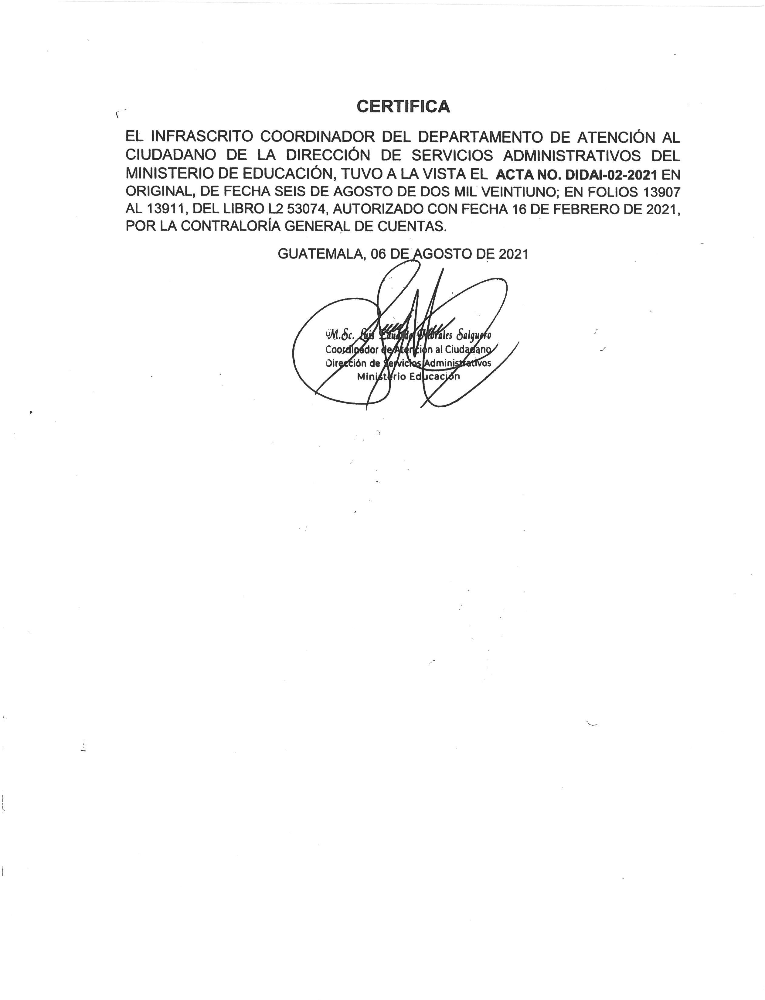 CERTIFICA
EL INFRASCRITO COORDINADOR DEL DEPARTAMENTO DE ATENCIÓN AL
CIUDADANO DE LA DIRECCIÓN DE SERVICIOS ADMINISTRATIVOS DEL
MINISTERIO DE EDUCACIÓN, TUVO A LA VISTA EL ACTA NO. DIDAI-02-2021 EN
ORIGINAL, DE FECHA SEIS DE AGOSTO DE DOS MIL VEINTIUNO; EN FOLIOS 13907
AL 13911, DEL LIBRO L2 53074, AUTORIZADO CON FECHA 16 DE FEBRERO DE 2021,
POR LA CONTRALORÍA GENERAL DE CUENTAS.
GUATEMALA, 06 DE AGOSTO DE 2021
M.Sc. Luis Eduardo Morales Salguero
Coordinador de Atención al Ciudadano
Dirección de Servicios Administrativos
Ministerio Educación